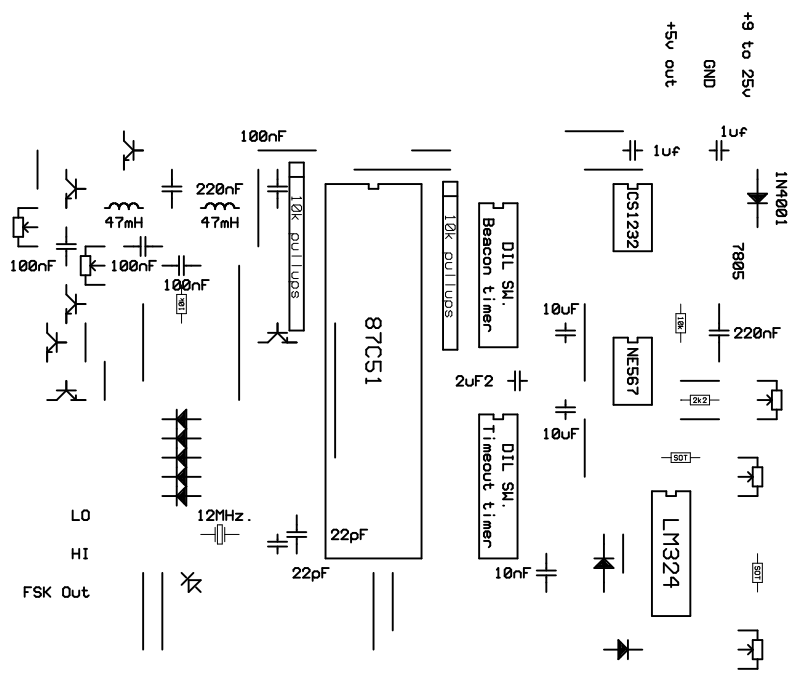 +5v out
GND
+9 to 25v
100nF
1uf
1uf
220nF
47mH
47mH
10k pullups
10k pullups
CS1232
1N4001
100nF
100nF
100nF
10k
DIL SW.
Beacon timer
7805
87C51
10uF
NE567
10k
220nF
2uF2
2k2
10uF
DIL SW.
Timeout timer
LO
12MHz.
HI
22pF
22pF
FSK Out
10nF
LM324
SOT
SOT